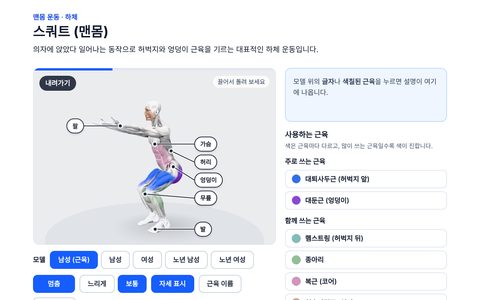 맨몸 운동 · 하체
스쿼트 (맨몸)
의자에 앉았다 일어나는 동작으로 허벅지와 엉덩이 근육을 기르는 대표적인 하체 운동입니다.
내려가기
끌어서 돌려 보세요
팔
가슴
허리
엉덩이
무릎
발
모델
남성 (근육)
남성
여성
노년 남성
노년 여성
멈춤
느리게
보통
자세 표시
근육 이름
모델 위의 글자나 색칠된 근육을 누르면 설명이 여기
에 나옵니다.
사용하는 근육
색은 근육마다 다르고, 많이 쓰는 근육일수록 색이 진합니다.
주로 쓰는 근육
대퇴사두근 (허벅지 앞)
대둔근 (엉덩이)
함께 쓰는 근육
햄스트링 (허벅지 뒤)
종아리
복근 (코어)